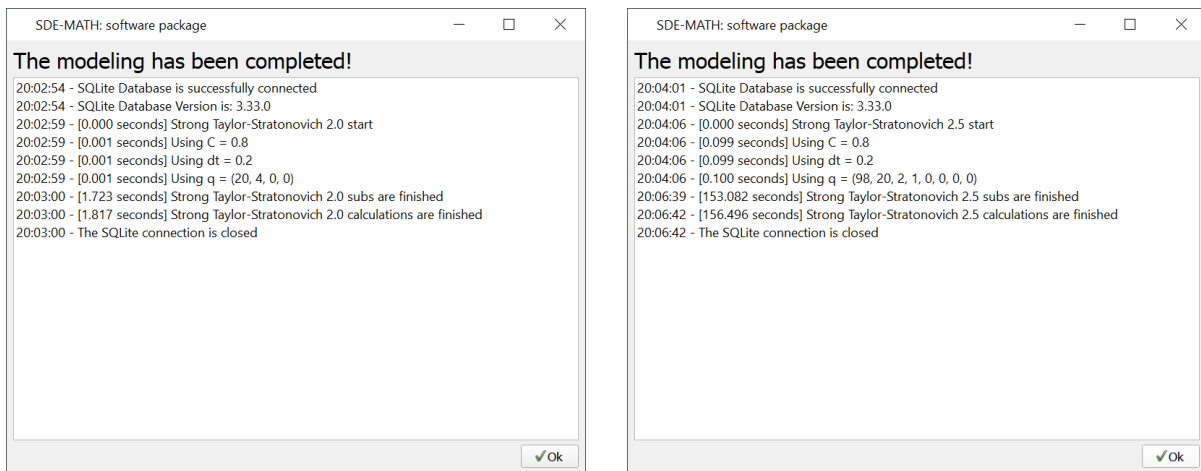 SDE-MATH: software package
The modeling has been completed!
20:02:54 - SQLite Database is successfully connected
20:02:54 - SQLite Database Version is: 3.33.0
20:02:59 - [0.000 seconds] Strong Taylor-Stratonovich 2.0 start
20:02:59 - [0.001 seconds] Using C = 0.8
20:02:59 - [0.001 seconds] Using dt = 0.2
20:02:59 - [0.001 seconds] Using q = (20, 4, 0, 0)
20:03:00 - [1.723 seconds] Strong Taylor-Stratonovich 2.0 subs are finished
20:03:00 - [1.817 seconds] Strong Taylor-Stratonovich 2.0 calculations are finished
20:03:00 - The SQLite connection is closed
Ok
SDE-MATH: software package
The modeling has been completed!
20:04:01 - SQLite Database is successfully connected
20:04:01 - SQLite Database Version is: 3.33.0
20:04:06 - [0.000 seconds] Strong Taylor-Stratonovich 2.5 start
20:04:06 - [0.099 seconds] Using C = 0.8
20:04:06 - [0.099 seconds] Using dt = 0.2
20:04:06 - [0.100 seconds] Using q = (98, 20, 2, 1, 0, 0, 0, 0)
20:06:39 - [153.082 seconds] Strong Taylor-Stratonovich 2.5 subs are finished
20:06:42 - [156.496 seconds] Strong Taylor-Stratonovich 2.5 calculations are finished
20:06:42 - The SQLite connection is closed
Ok